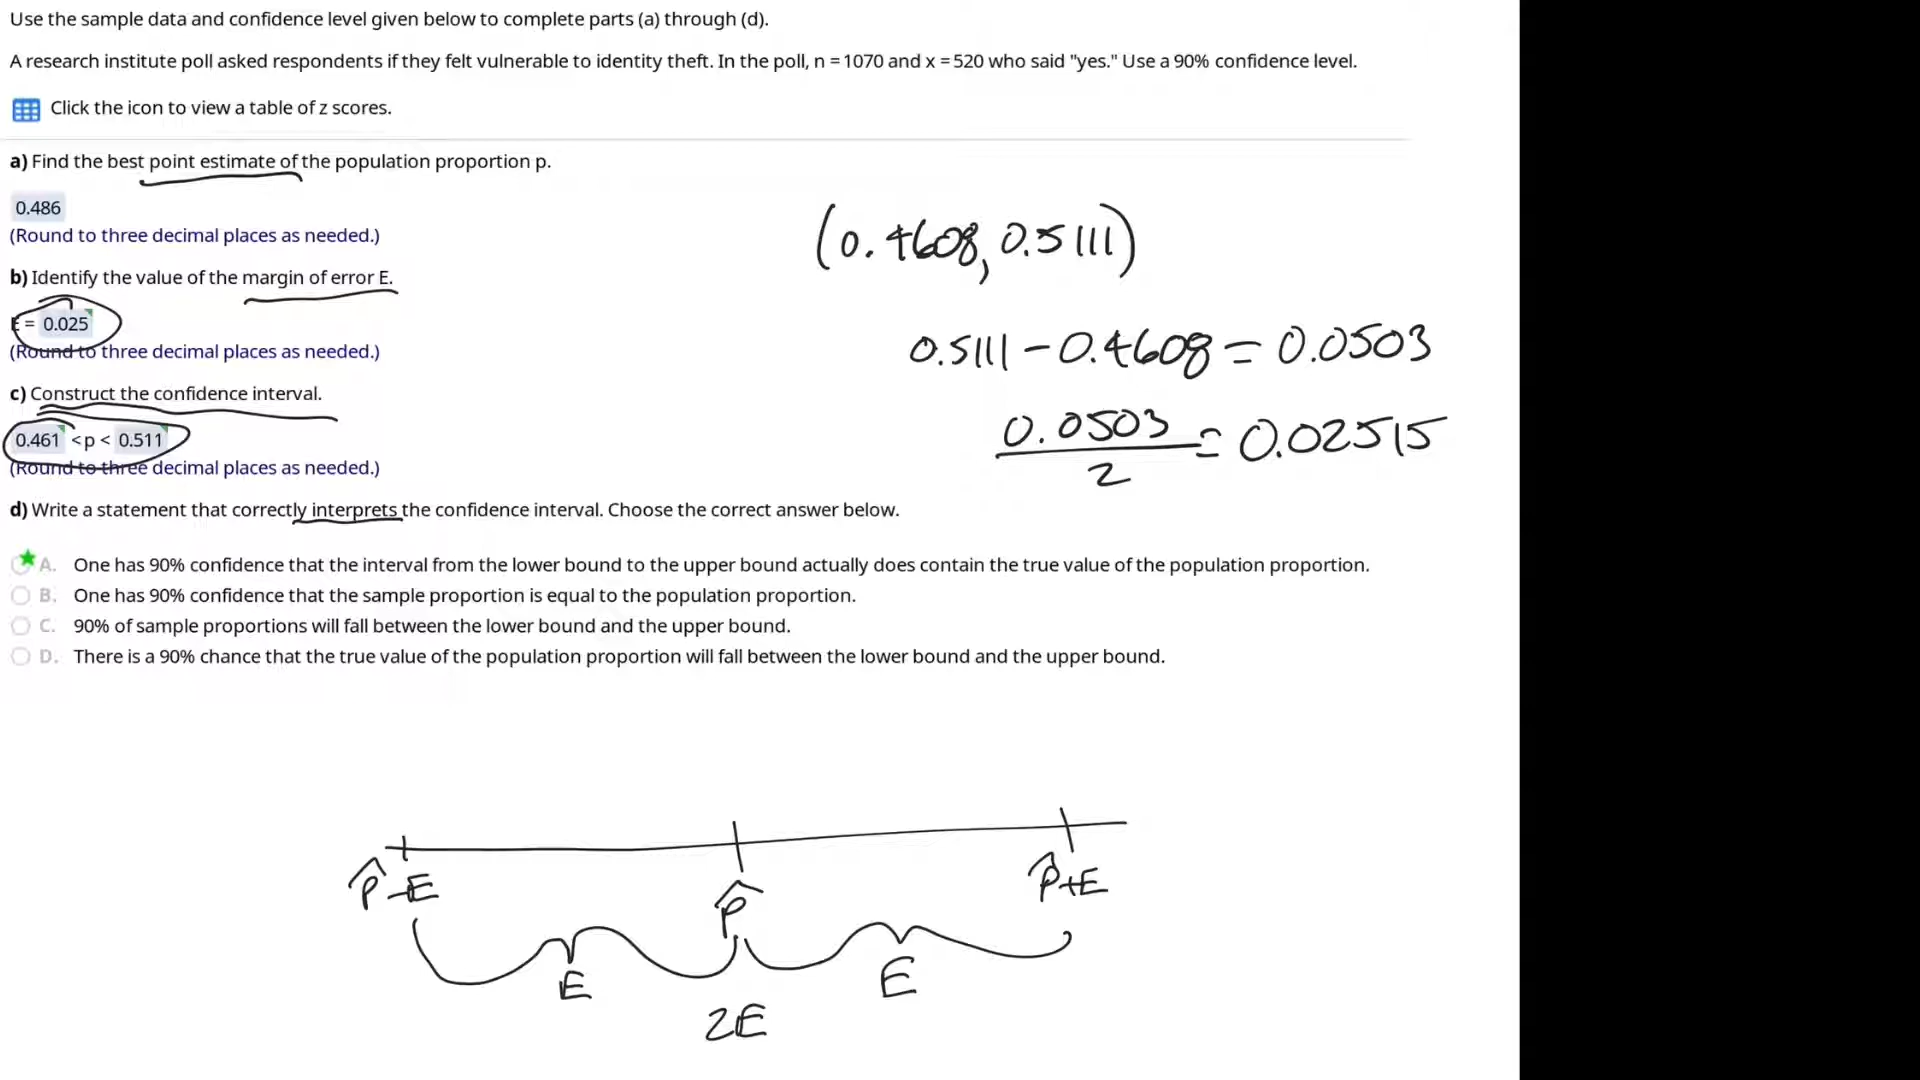 Use the sample data and confidence level given below to complete parts (a) through (d).
A research institute poll asked respondents if they felt vulnerable to identity theft. In the poll, n = 1070 and x = 520 who said "yes." Use a 90% confidence level.
Click the icon to view a table of z scores.
a) Find the best point estimate of the population proportion p.
0.486
(Round to three decimal places as needed.)
b) Identify the value of the margin of error E.
E = 0.025
(Round to three decimal places as needed.)
c) Construct the confidence interval.
0.461 < p < 0.511
(Round to three decimal places as needed.)
d) Write a statement that correctly interprets the confidence interval. Choose the correct answer below.
A. One has 90% confidence that the interval from the lower bound to the upper bound actually does contain the true value of the population proportion.
B. One has 90% confidence that the sample proportion is equal to the population proportion.
C. 90% of sample proportions will fall between the lower bound and the upper bound.
D. There is a 90% chance that the true value of the population proportion will fall between the lower bound and the upper bound.
(0.4608, 0.5111)
0.5111 - 0.4608 = 0.0503
0.0503 / 2 = 0.02515
p̂-E p̂ p̂+E
E E
2E